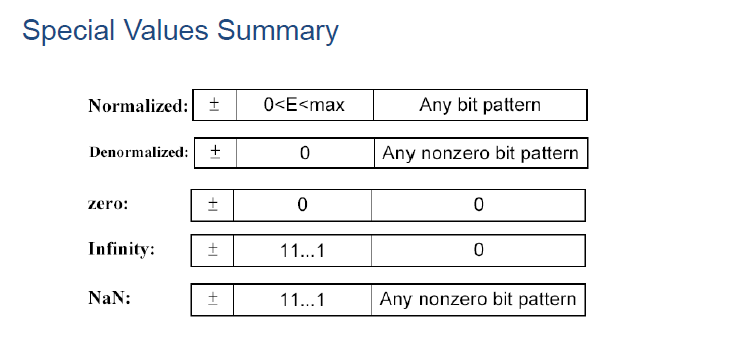 Special Values Summary
Normalized: ± 0<E<max Any bit pattern
Denormalized: ± 0 Any nonzero bit pattern
zero: ± 0 0
Infinity: ± 11...1 0
NaN: ± 11...1 Any nonzero bit pattern